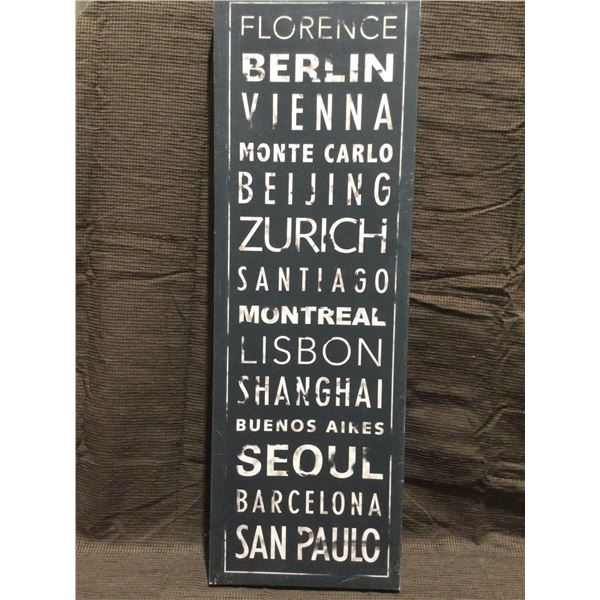 FLORENCE
BERLIN
VIENNA
MONTE CARLO
BEIJING
ZURICH
SANTIAGO
MONTREAL
LISBON
SHANGHAI
BUENOS AIRES
SEOUL
BARCELONA
SAN PAULO